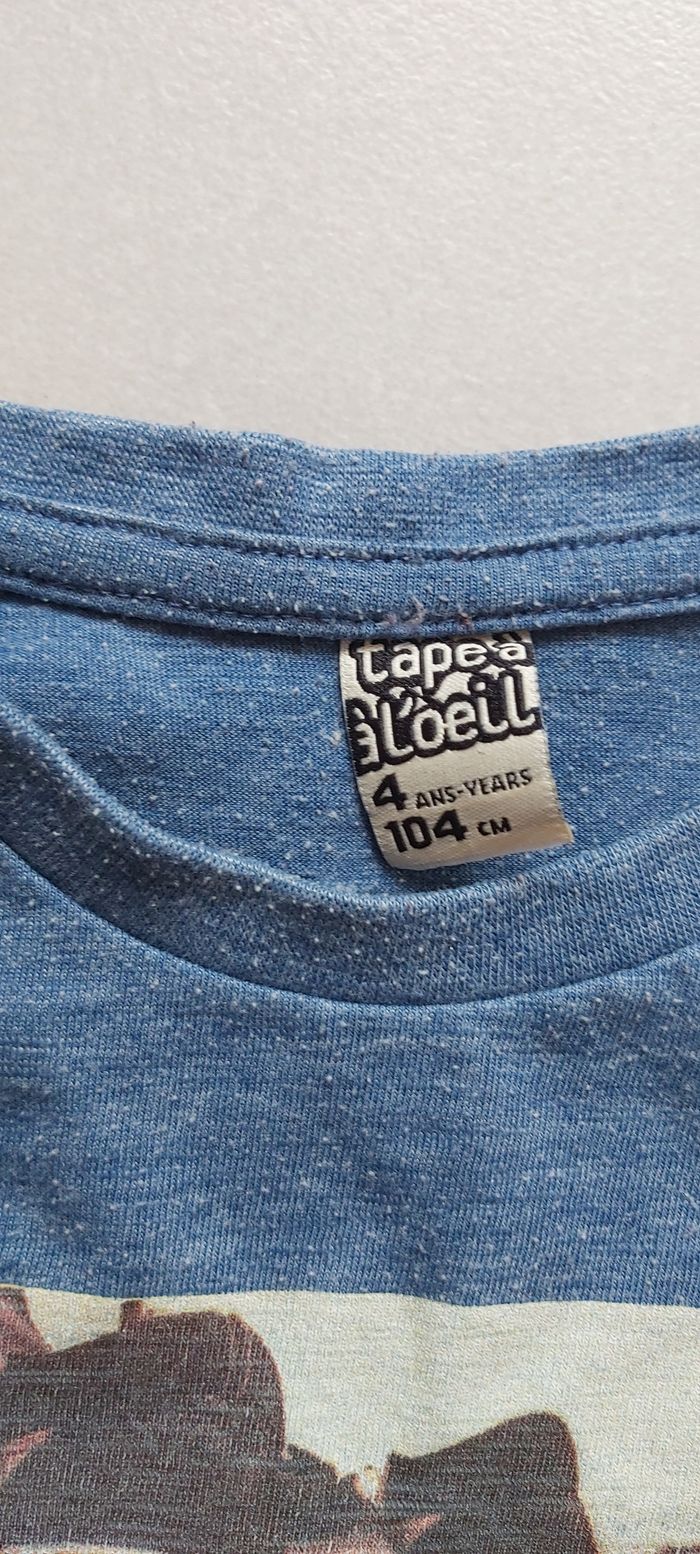 tape à
à l'oeil
4 ANS-YEARS
104 CM